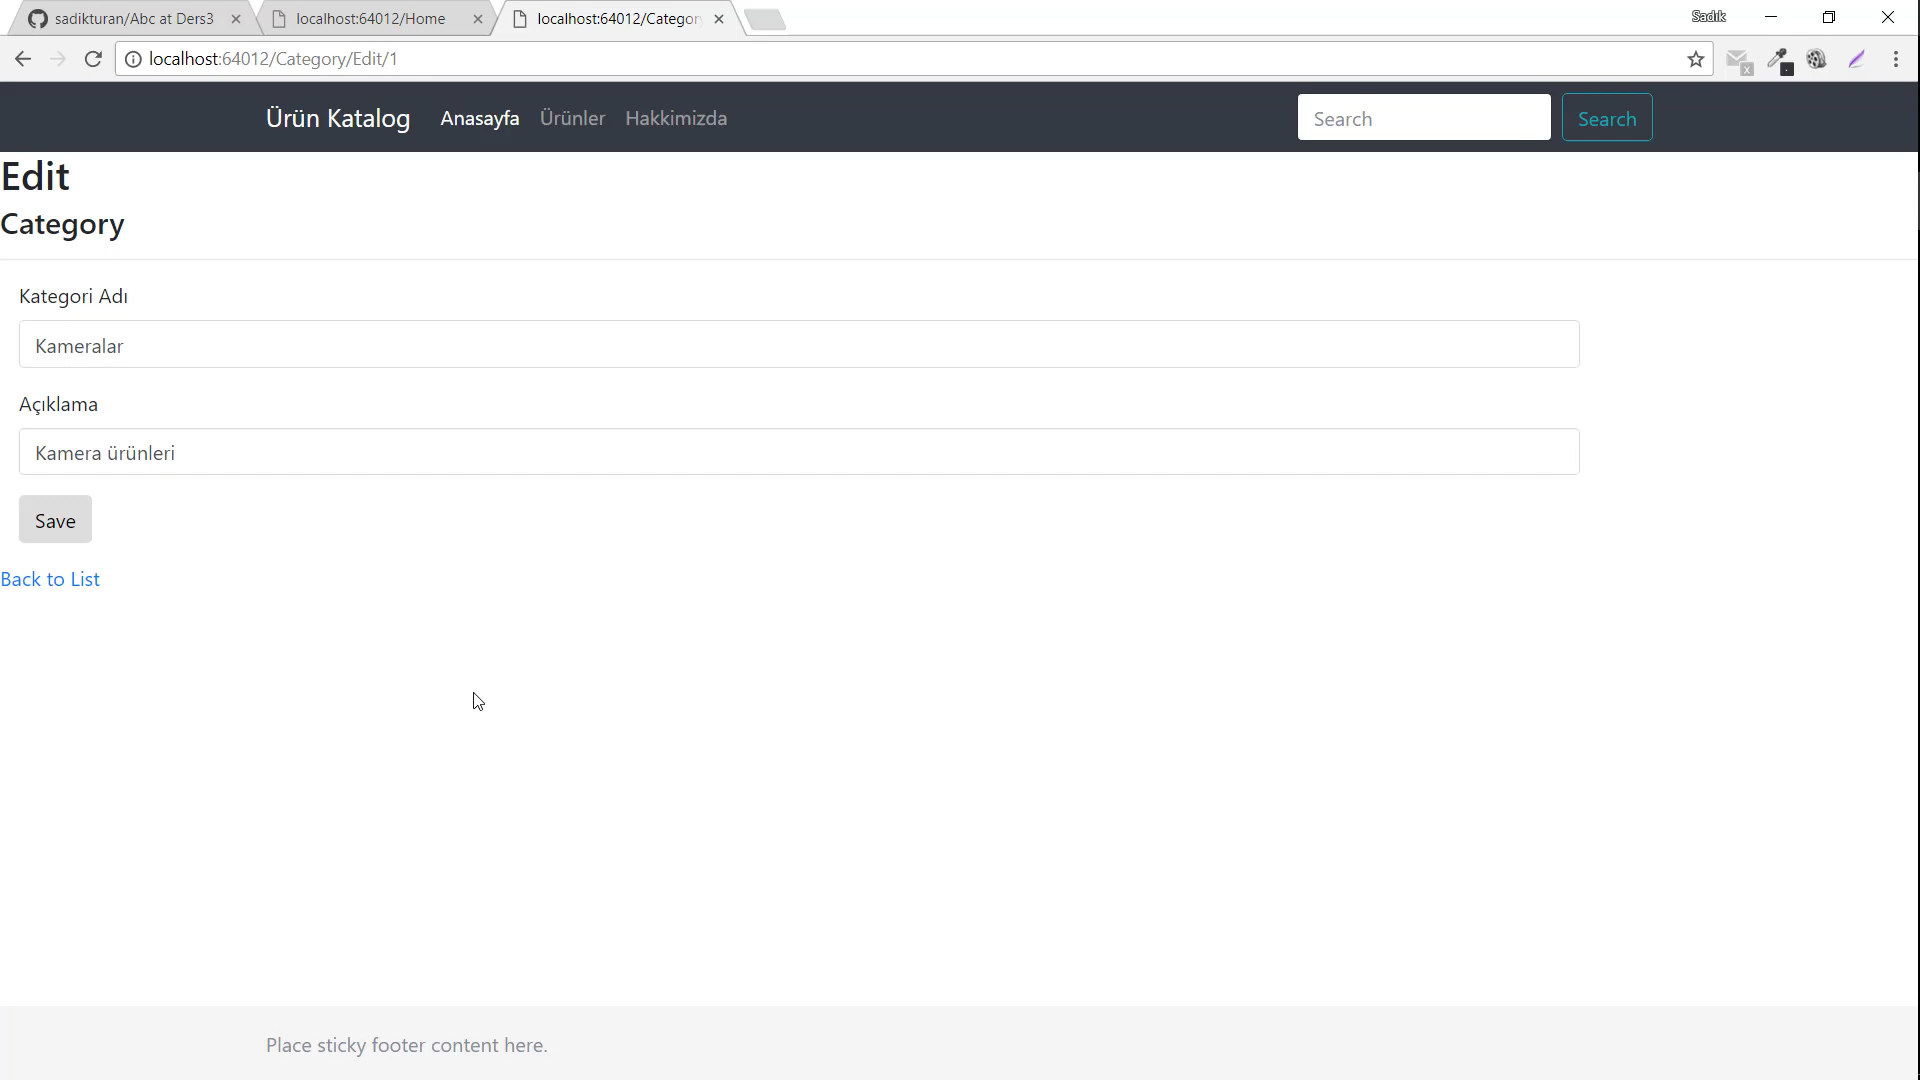 sadikturan/Abc at Ders3
localhost:64012/Home
localhost:64012/Categor
Sadık
localhost:64012/Category/Edit/1
Ürün Katalog Anasayfa Ürünler Hakkimizda Search Search
Edit
Category
Kategori Adı
Kameralar
Açıklama
Kamera ürünleri
Save
Back to List
Place sticky footer content here.